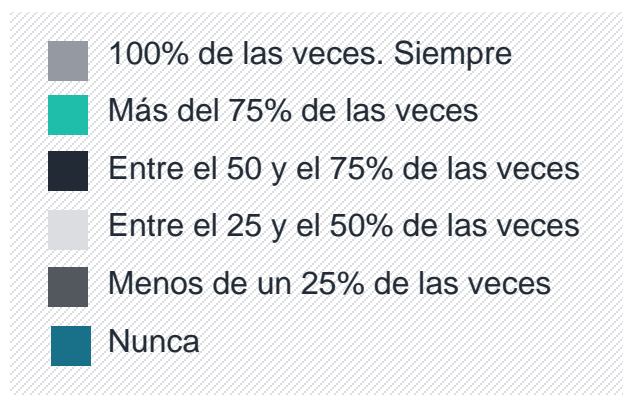 100% de las veces. Siempre
Más del 75% de las veces
Entre el 50 y el 75% de las veces
Entre el 25 y el 50% de las veces
Menos de un 25% de las veces
Nunca